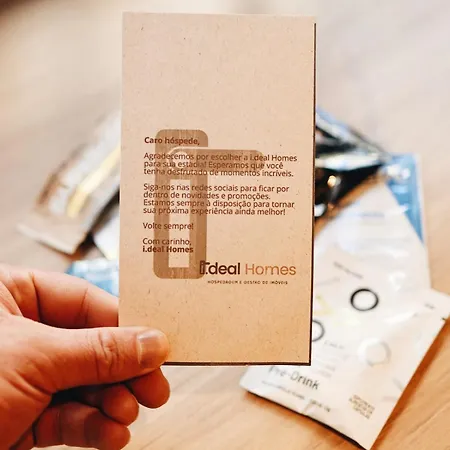 Caro hóspede,
Agradecemos por escolher a i.deal Homes
para sua estadia! Esperamos que você
tenha desfrutado de momentos incríveis.
Siga-nos nas redes sociais para ficar por
dentro de novidades e promoções.
Estamos sempre à disposição para tornar
sua próxima experiência ainda melhor!
Volte sempre!
Com carinho,
i.deal Homes
i.deal Homes
HOSPEDAGEM E GESTÃO DE IMÓVEIS
Pre-Drink